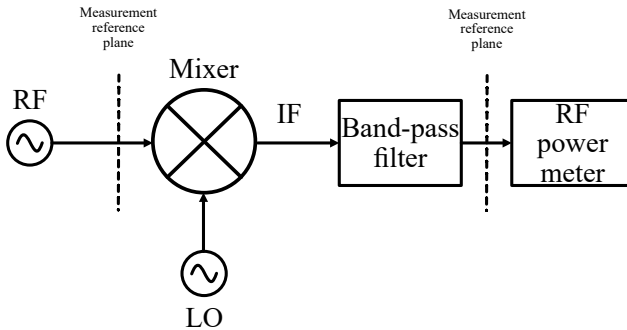 Measurement
reference
plane
Measurement
reference
plane
Mixer
RF
IF
Band-pass
filter
RF
power
meter
LO